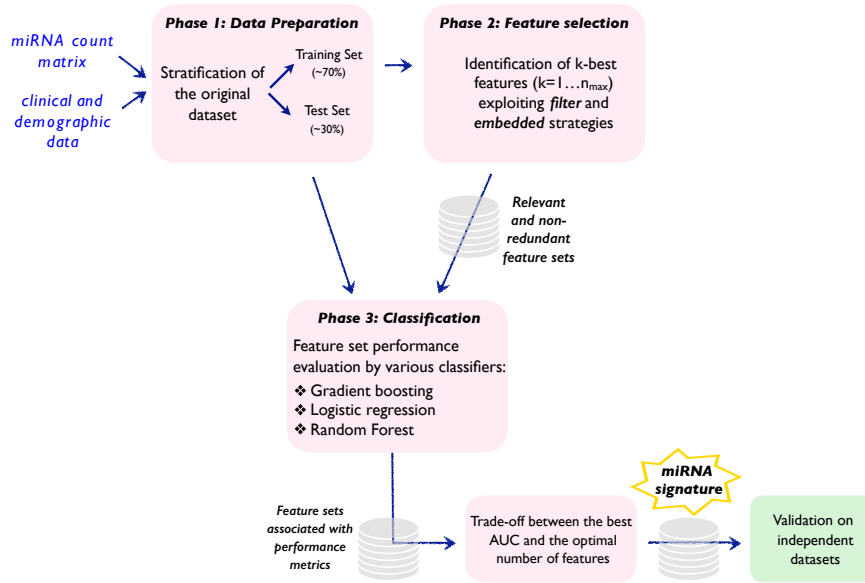 miRNA count
matrix
clinical and
demographic
data
Phase 1: Data Preparation
Stratification of
the original
dataset
Training Set
(~70%)
Test Set
(~30%)
Phase 2: Feature selection
Identification of k-best
features (k=1…nmax)
exploiting filter and
embedded strategies
Relevant
and non-
redundant
feature sets
Phase 3: Classification
Feature set performance
evaluation by various classifiers:
❖ Gradient boosting
❖ Logistic regression
❖ Random Forest
Feature sets
associated with
performance
metrics
Trade-off between the best
AUC and the optimal
number of features
miRNA
signature
Validation on
independent
datasets